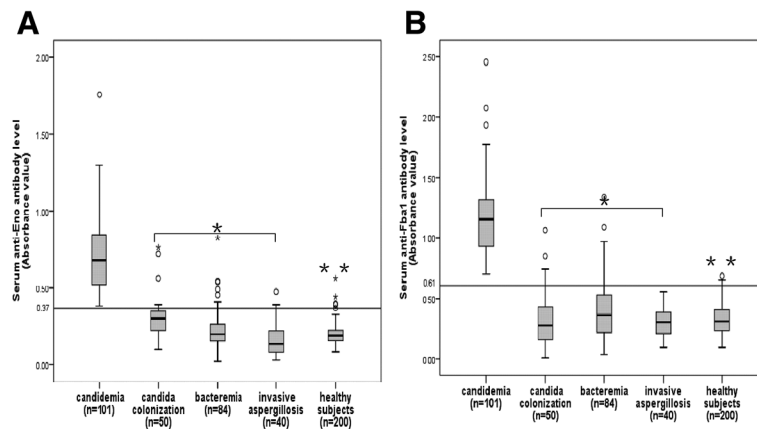 A
Serum anti-Eno antibody level
(Absorbance value)
2.00
1.50
1.00
0.50
0.37
0.00
*
* *
candidemia
(n=101)
candida
colonization
(n=50)
bacteremia
(n=84)
invasive
aspergillosis
(n=40)
healthy
subjects
(n=200)
B
Serum anti-Fba1 antibody level
(Absorbance value)
2.50
2.00
1.50
1.00
0.61
0.50
0.00
*
* *
candidemia
(n=101)
candida
colonization
(n=50)
bacteremia
(n=84)
invasive
aspergillosis
(n=40)
healthy
subjects
(n=200)